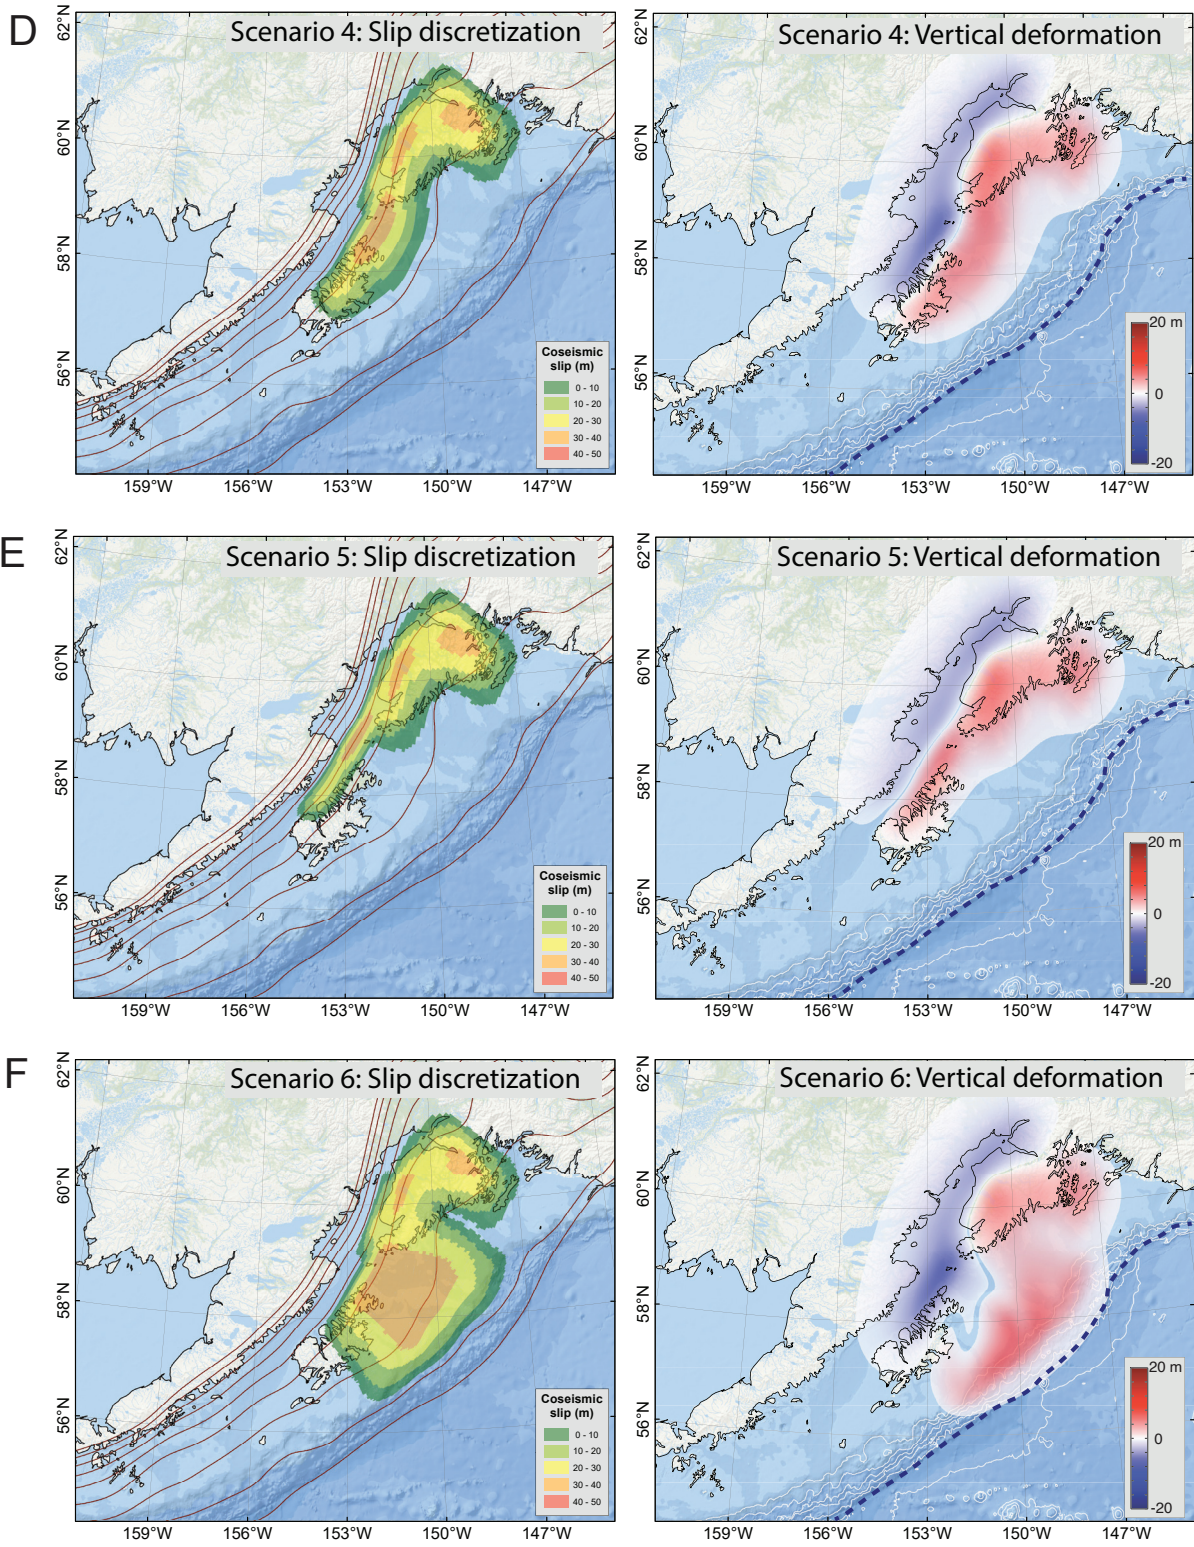 D
Scenario 4: Slip discretization
62°N
60°N
58°N
56°N
159°W
156°W
153°W
150°W
147°W
Coseismic
slip (m)
0 - 10
10 - 20
20 - 30
30 - 40
40 - 50
Scenario 4: Vertical deformation
62°N
60°N
58°N
56°N
159°W
156°W
153°W
150°W
147°W
20 m
0
-20
E
Scenario 5: Slip discretization
62°N
60°N
58°N
56°N
159°W
156°W
153°W
150°W
147°W
Coseismic
slip (m)
0 - 10
10 - 20
20 - 30
30 - 40
40 - 50
Scenario 5: Vertical deformation
62°N
60°N
58°N
56°N
159°W
156°W
153°W
150°W
147°W
20 m
0
-20
F
Scenario 6: Slip discretization
62°N
60°N
58°N
56°N
159°W
156°W
153°W
150°W
147°W
Coseismic
slip (m)
0 - 10
10 - 20
20 - 30
30 - 40
40 - 50
Scenario 6: Vertical deformation
62°N
60°N
58°N
56°N
159°W
156°W
153°W
150°W
147°W
20 m
0
-20